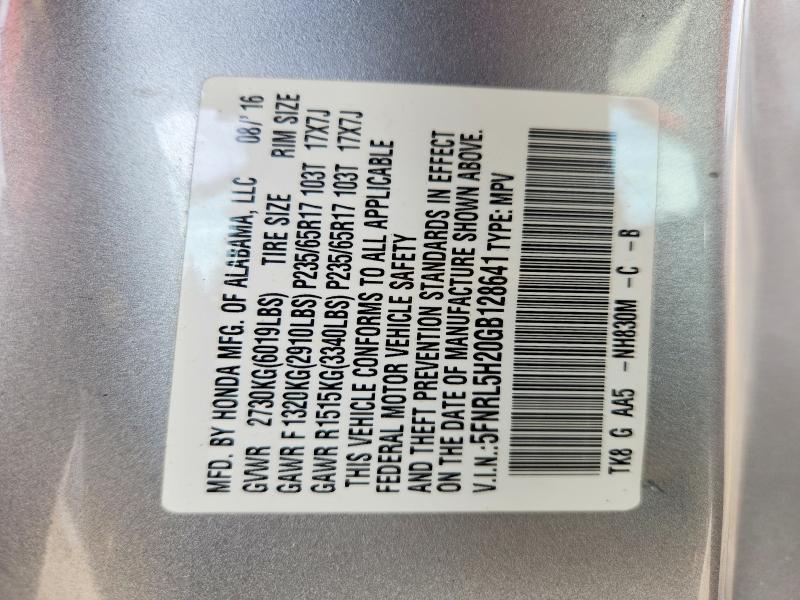 MFD. BY HONDA MFG. OF ALABAMA, LLC 08/'16
GVWR 2730KG(6019LBS) TIRE SIZE RIM SIZE
GAWR F 1320KG(2910LBS) P235/65R17 103T 17X7J
GAWR R1515KG(3340LBS) P235/65R17 103T 17X7J
THIS VEHICLE CONFORMS TO ALL APPLICABLE
FEDERAL MOTOR VEHICLE SAFETY
AND THEFT PREVENTION STANDARDS IN EFFECT
ON THE DATE OF MANUFACTURE SHOWN ABOVE.
V.I.N.:5FNRL5H20GB128641 TYPE: MPV
TK8 G AA5 -NH830M -C -B